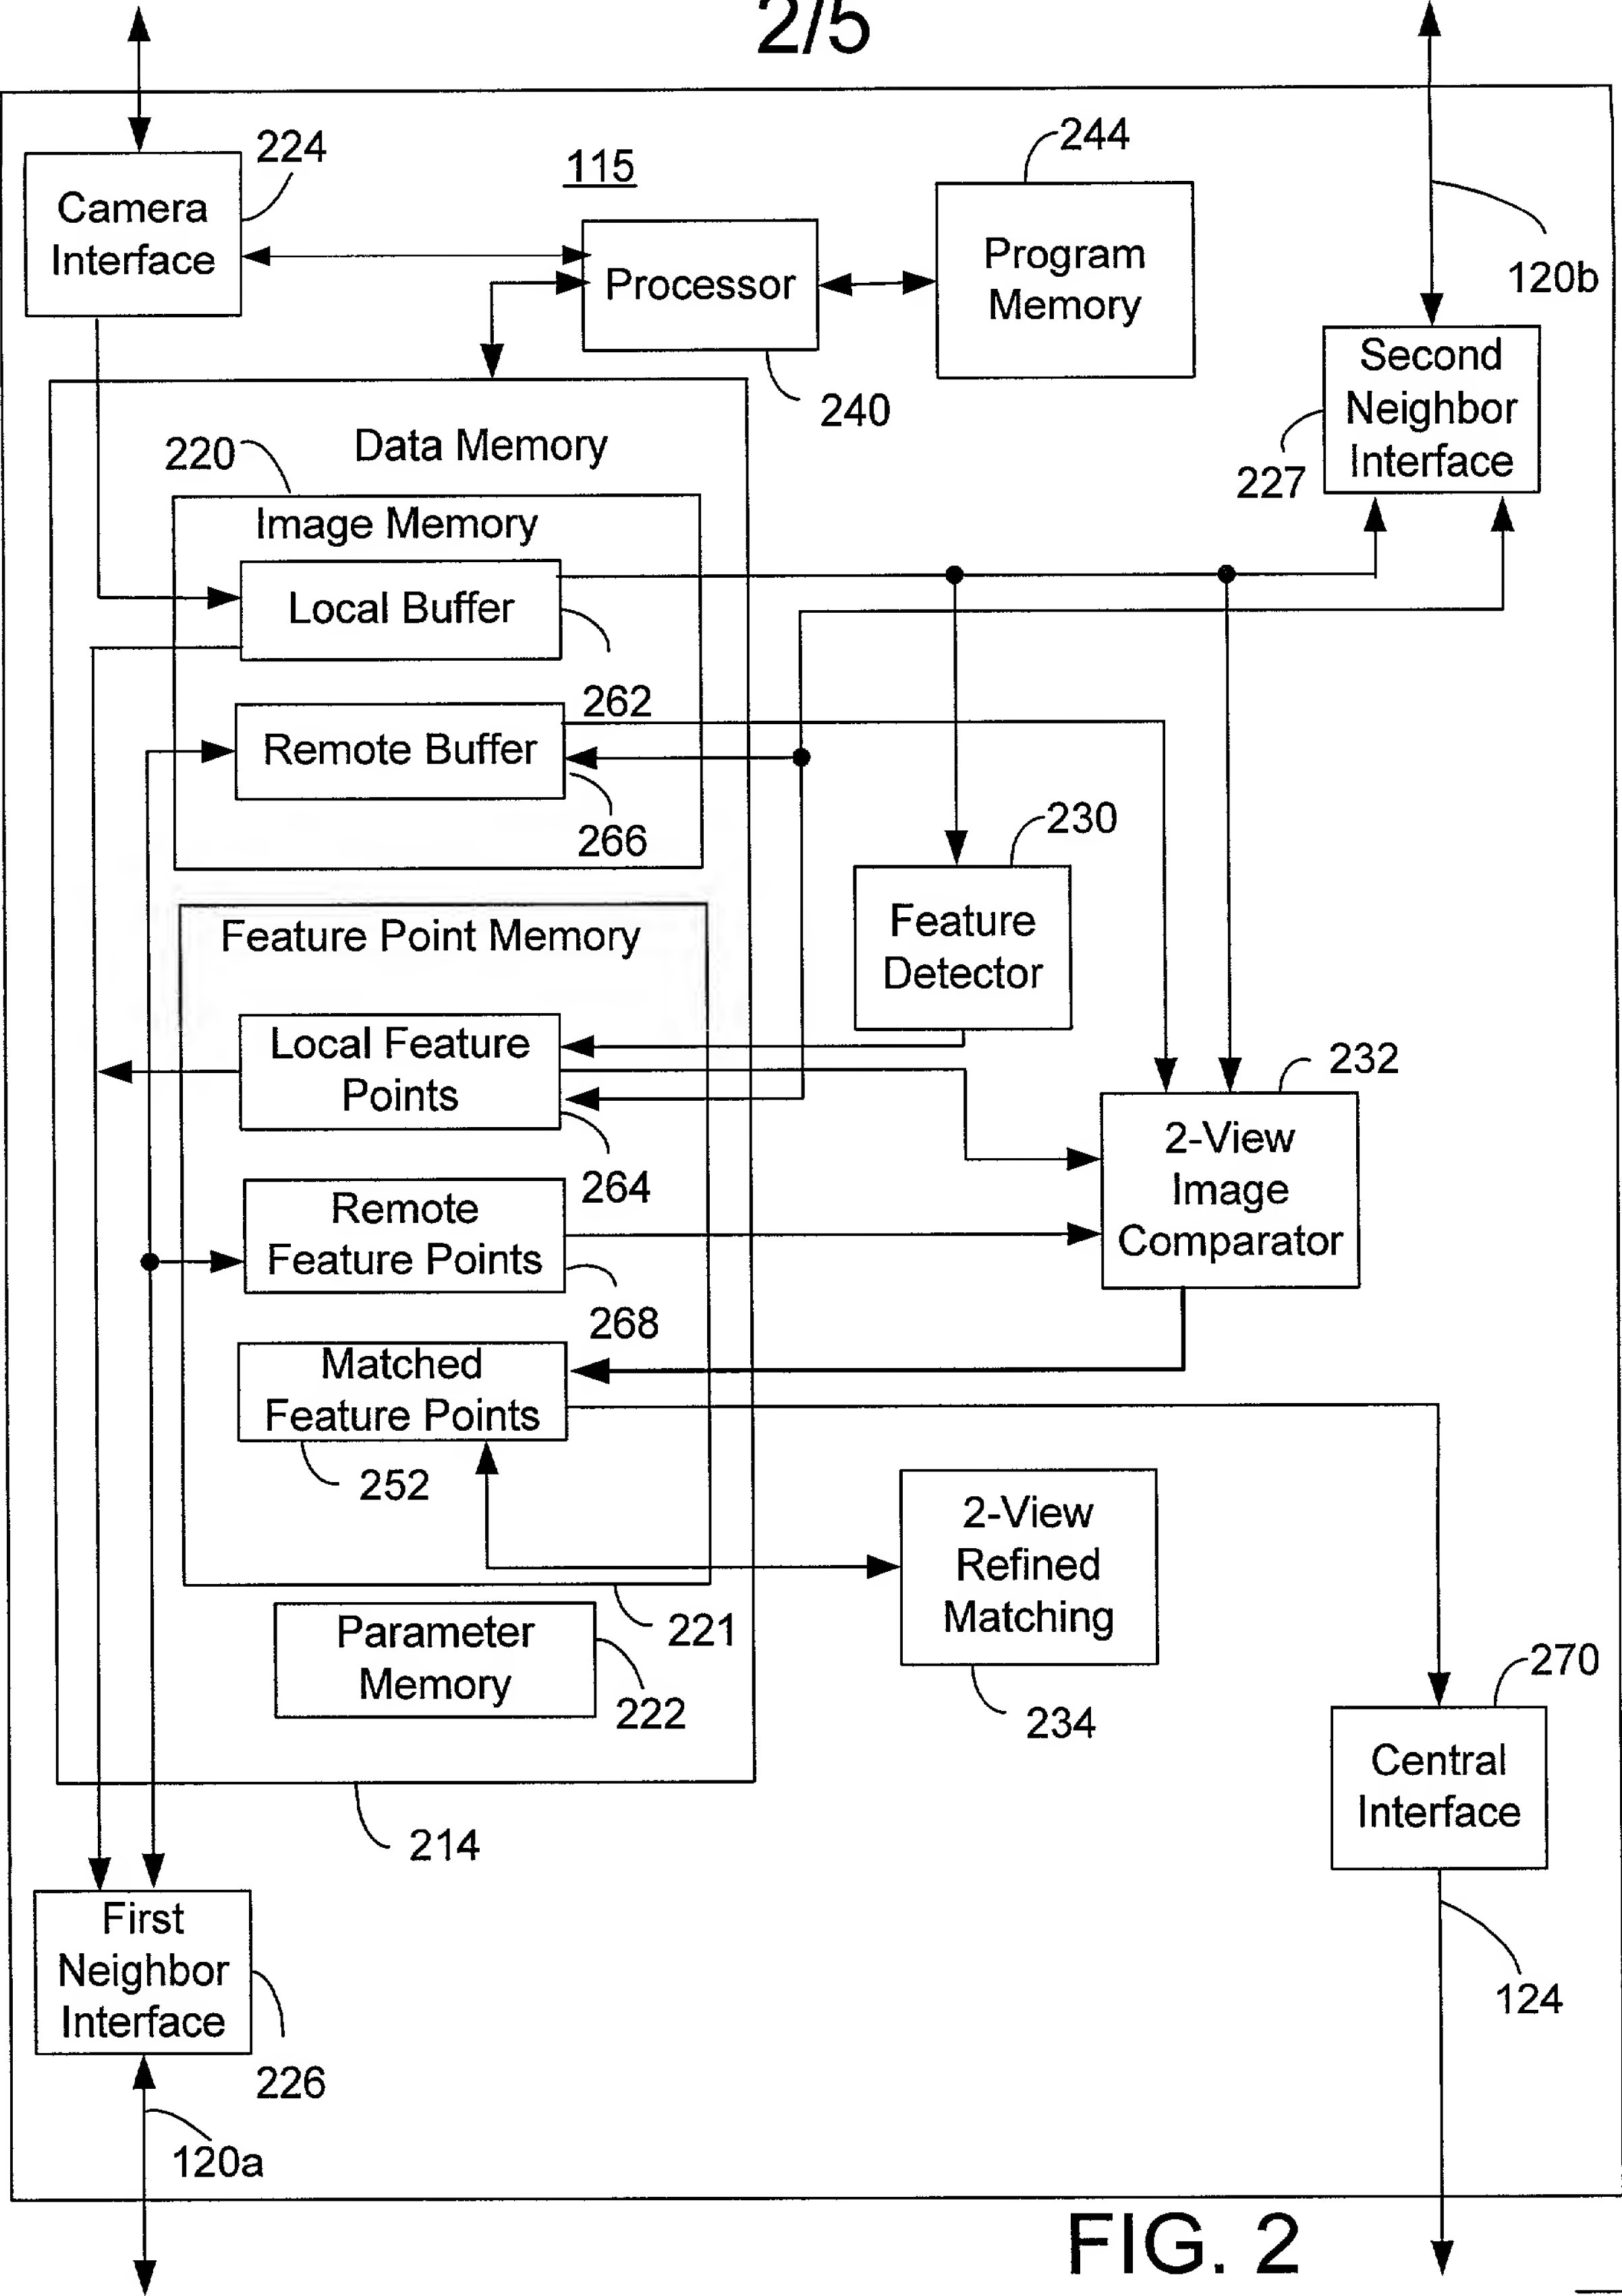 2/5
224
115
244
Camera
Interface
Processor
Program
Memory
120b
240
Second
Neighbor
Interface
227
Data Memory
220
Image Memory
Local Buffer
262
Remote Buffer
266
230
Feature Point Memory
Feature
Detector
Local Feature
Points
264
232
2-View
Image
Comparator
Remote
Feature Points
268
Matched
Feature Points
252
2-View
Refined
Matching
234
221
Parameter
Memory
222
270
Central
Interface
214
First
Neighbor
Interface
226
124
120a
FIG. 2